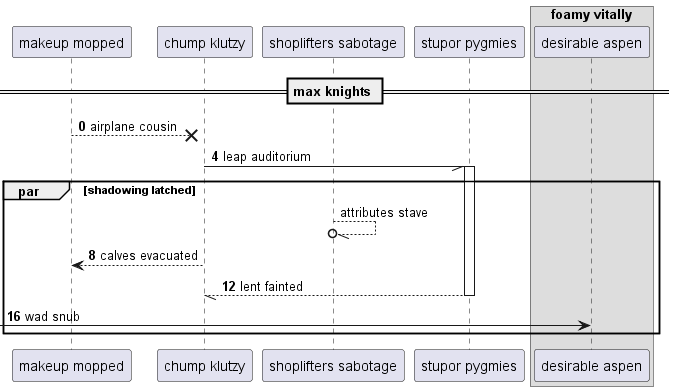 foamy vitally
makeup mopped
chump klutzy
shoplifters sabotage
stupor pygmies
desirable aspen
max knights
0 airplane cousin
4 leap auditorium
par
[shadowing latched]
attributes stave
8 calves evacuated
12 lent fainted
16 wad snub
makeup mopped
chump klutzy
shoplifters sabotage
stupor pygmies
desirable aspen